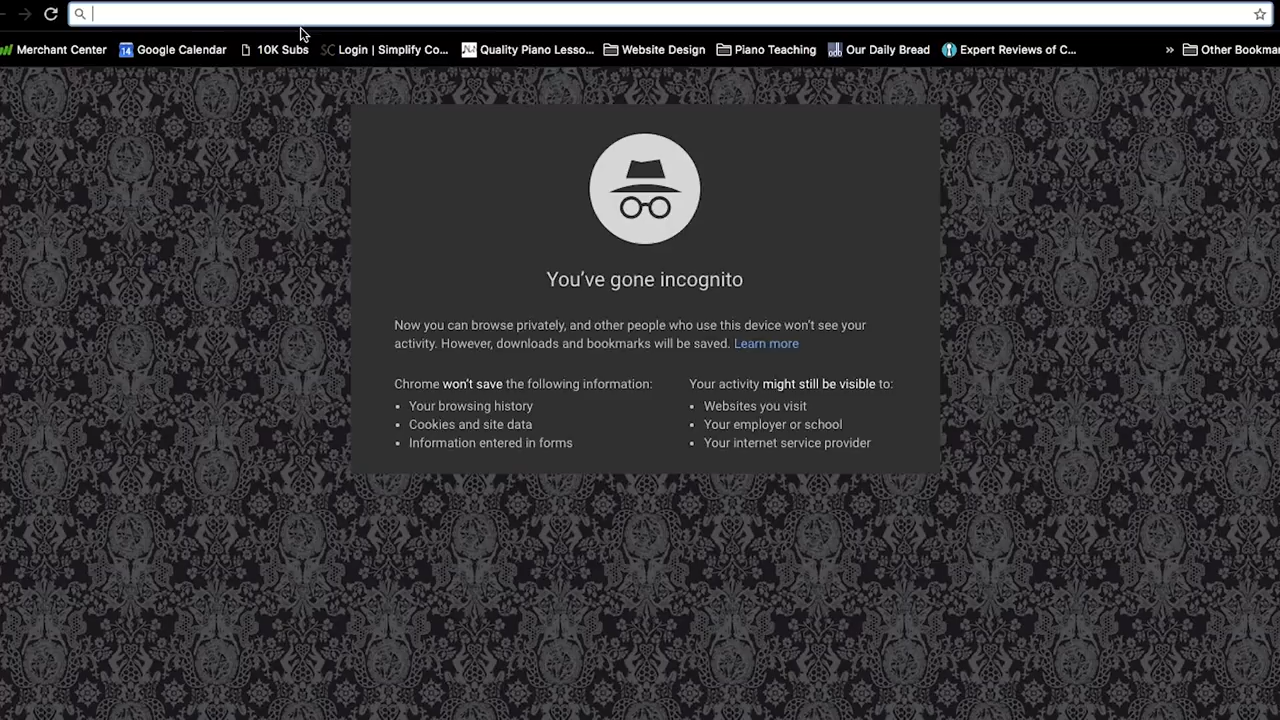 Merchant Center 14 Google Calendar 10K Subs SC Login | Simplify Co... Quality Piano Lesso... Website Design Piano Teaching odb Our Daily Bread Expert Reviews of C... » Other Bookmar
You've gone incognito
Now you can browse privately, and other people who use this device won't see your
activity. However, downloads and bookmarks will be saved. Learn more
Chrome won't save the following information:
• Your browsing history
• Cookies and site data
• Information entered in forms
Your activity might still be visible to:
• Websites you visit
• Your employer or school
• Your internet service provider